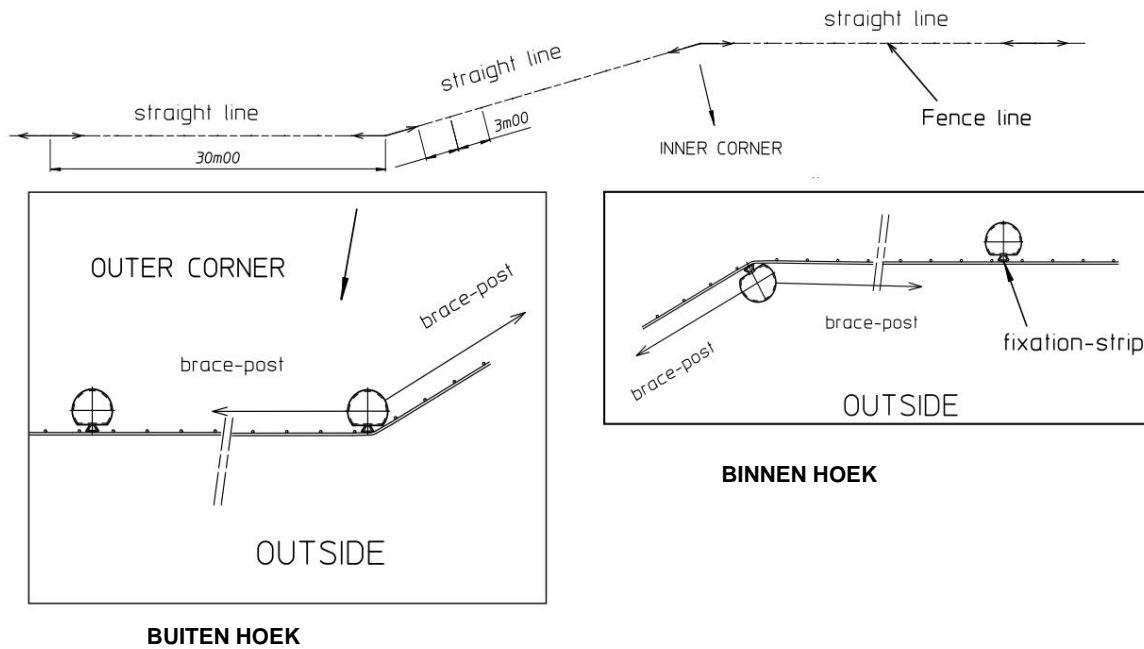 straight line
straight line
straight line
Fence line
3m00
30m00
INNER CORNER
OUTER CORNER
brace-post
brace-post
OUTSIDE
BUITEN HOEK
brace-post
brace-post
fixation-strip
OUTSIDE
BINNEN HOEK